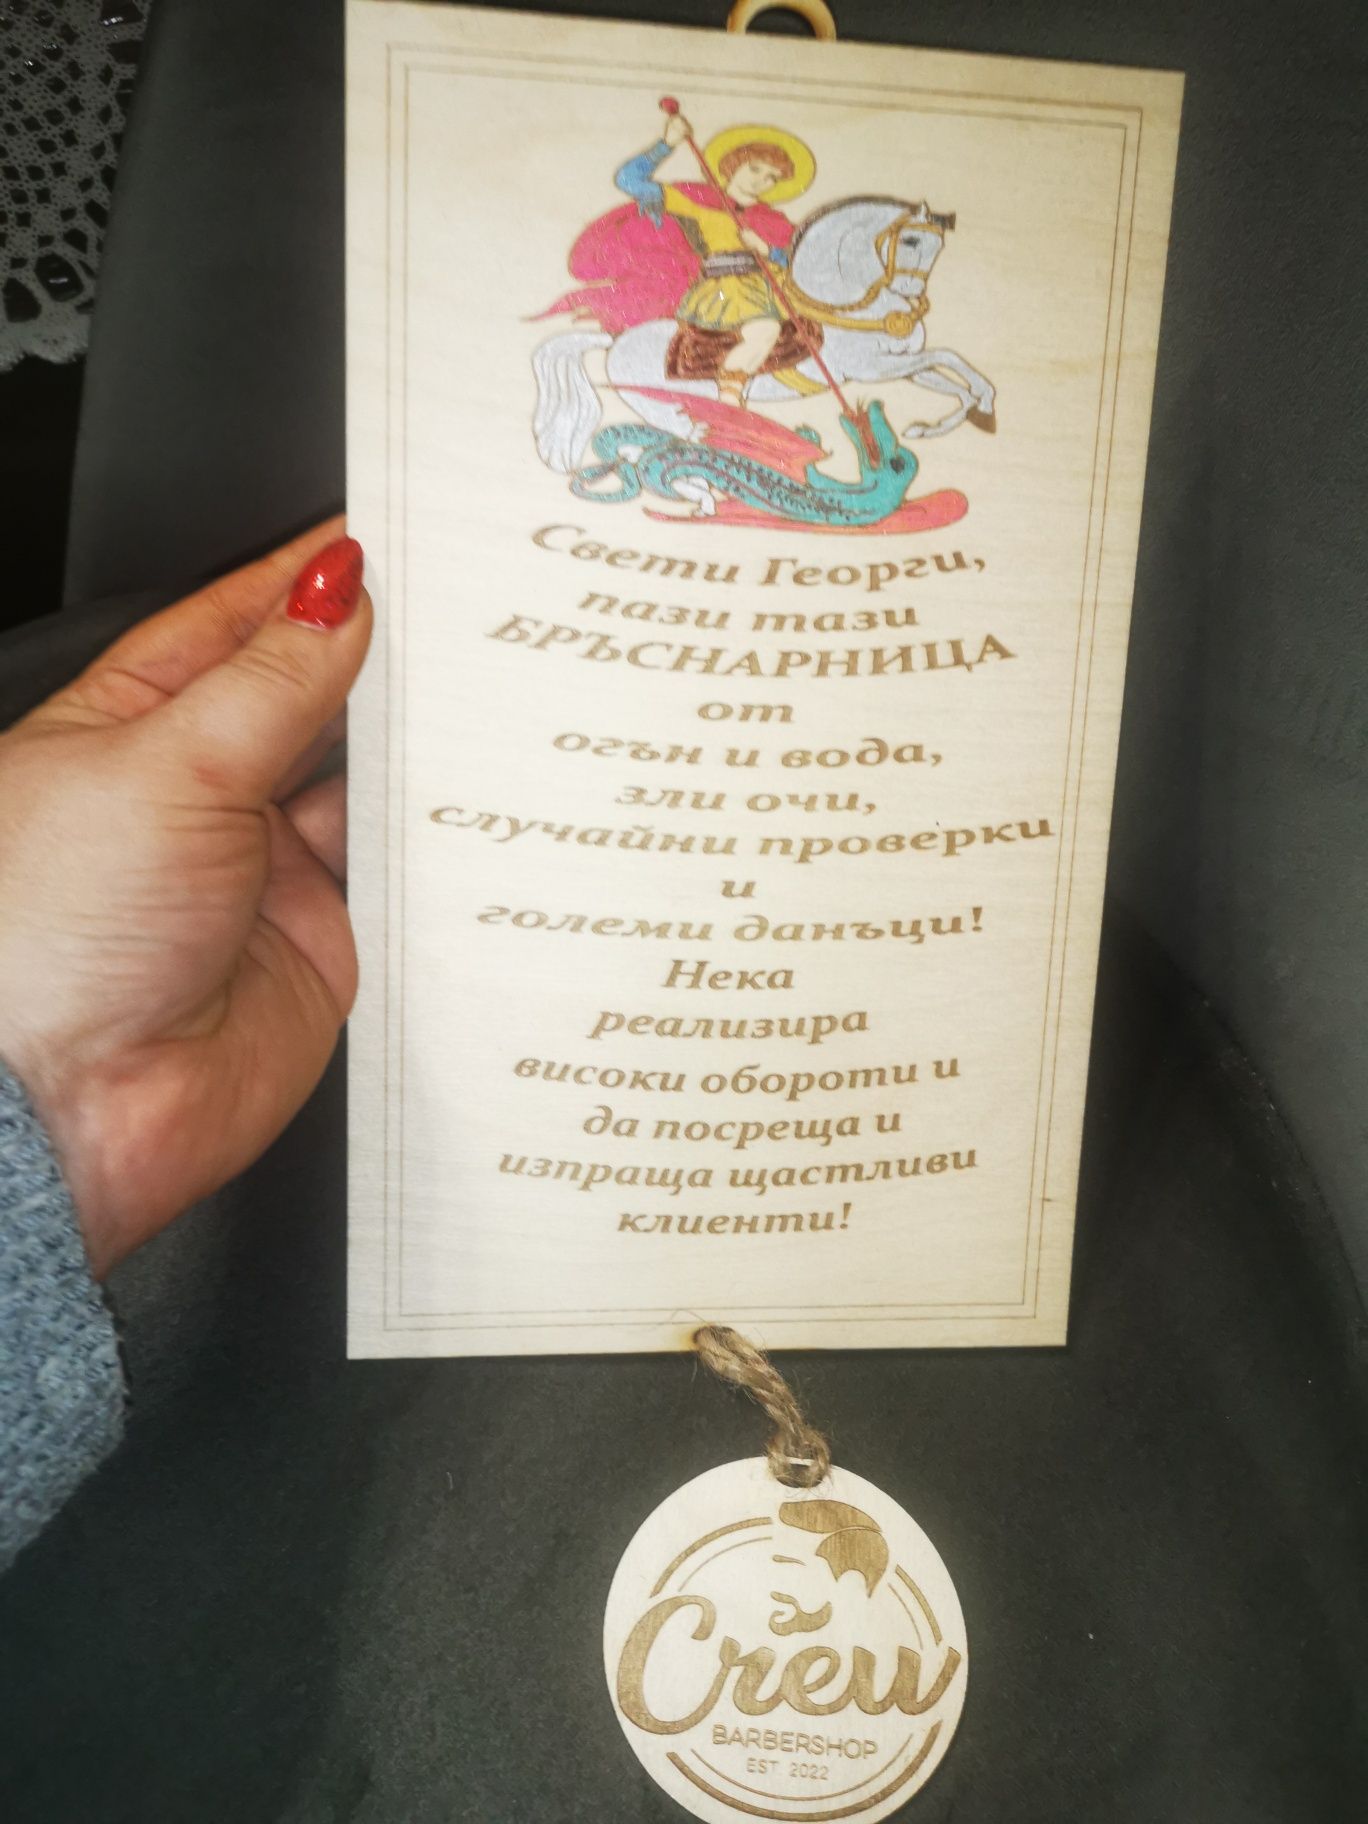 Свети Георги,
пази тази
БРЪСНАРНИЦА
от
огън и вода,
зли очи,
случайни проверки
и
големи данъци!
Нека
реализира
високи обороти и
да посреща и
изпраща щастливи
клиенти!
Crew
BARBERSHOP
EST 2022